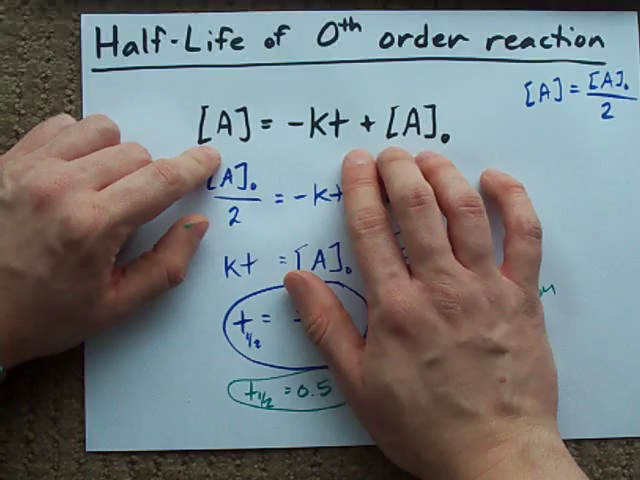 Half-Life of 0th order reaction
[A] = [A]₀/2
[A] = -kt + [A]₀
[A]₀/2 = -kt
kt = [A]₀
t½ =
t½ = 0.5